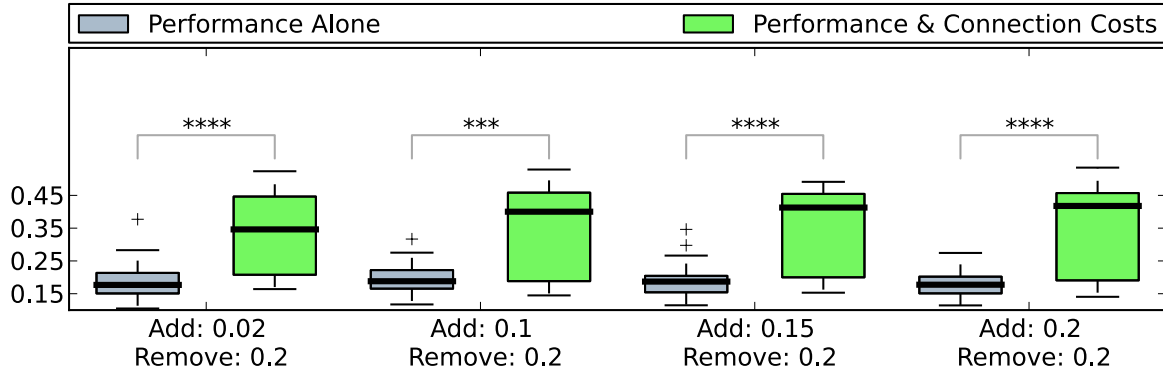 Performance Alone Performance & Connection Costs
**** *** **** ****
0.45
0.35
0.25
0.15
Add: 0.02 Add: 0.1 Add: 0.15 Add: 0.2
Remove: 0.2 Remove: 0.2 Remove: 0.2 Remove: 0.2